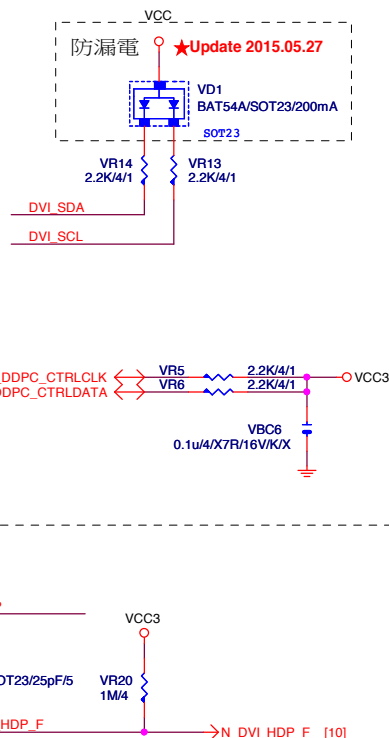 VCC
防漏電
★Update 2015.05.27
VD1
BAT54A/SOT23/200mA
SOT23
VR14
2.2K/4/1
VR13
2.2K/4/1
DVI_SDA
DVI_SCL
DDPC_CTRLCLK
DPC_CTRLDATA
VR5
2.2K/4/1
VR6
2.2K/4/1
VCC3
VBC6
0.1u/4/X7R/16V/K/X
VCC3
OT23/25pF/5
VR20
1M/4
HDP_F
N_DVI_HDP_F [10]